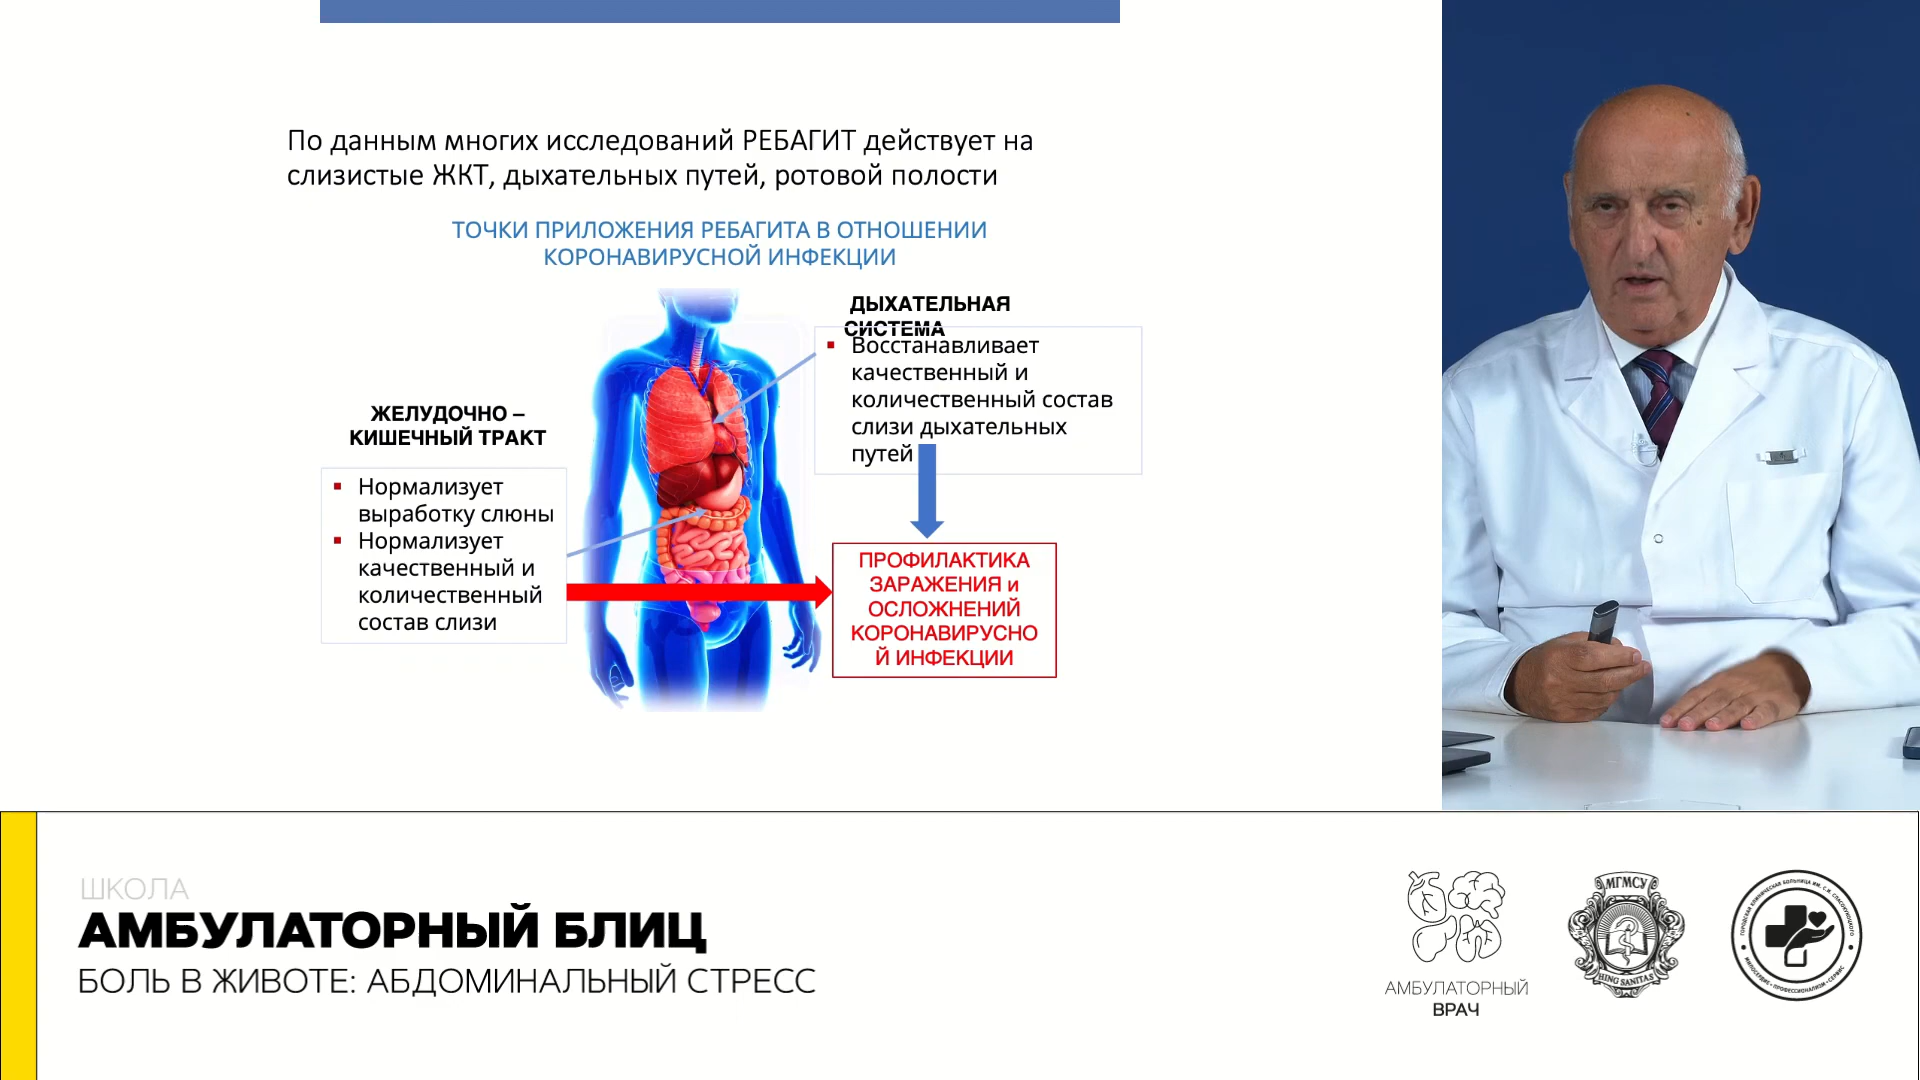 По данным многих исследований РЕБАГИТ действует на
слизистые ЖКТ, дыхательных путей, ротовой полости
ТОЧКИ ПРИЛОЖЕНИЯ РЕБАГИТА В ОТНОШЕНИИ
КОРОНАВИРУСНОЙ ИНФЕКЦИИ
ДЫХАТЕЛЬНАЯ
СИСТЕМА
Восстанавливает
качественный и
количественный состав
слизи дыхательных
путей
ЖЕЛУДОЧНО –
КИШЕЧНЫЙ ТРАКТ
Нормализует
выработку слюны
Нормализует
качественный и
количественный
состав слизи
ПРОФИЛАКТИКА
ЗАРАЖЕНИЯ и
ОСЛОЖНЕНИЙ
КОРОНАВИРУСНО
Й ИНФЕКЦИИ
ШКОЛА
АМБУЛАТОРНЫЙ БЛИЦ
БОЛЬ В ЖИВОТЕ: АБДОМИНАЛЬНЫЙ СТРЕСС
АМБУЛАТОРНЫЙ
ВРАЧ
МГМСУ